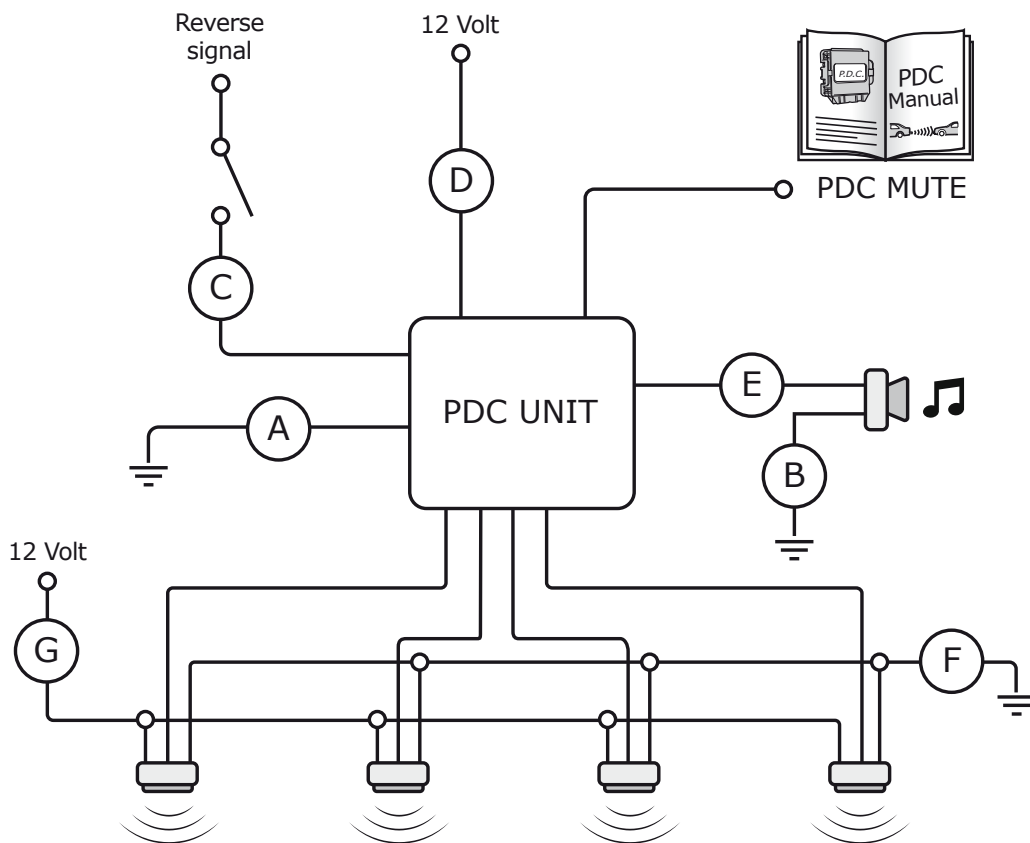 Reverse
signal
12 Volt
P.D.C.
PDC
Manual
PDC MUTE
D
C
PDC UNIT
E
A
B
12 Volt
G
F